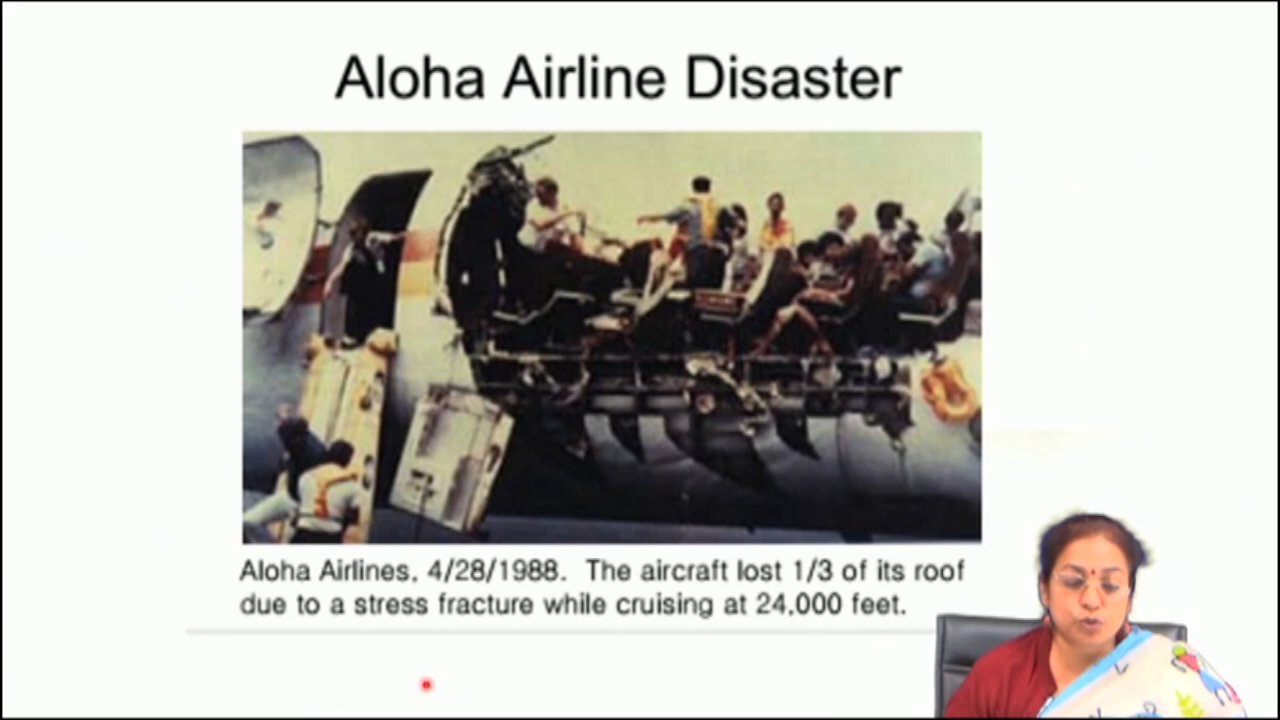 Aloha Airline Disaster
Aloha Airlines, 4/28/1988. The aircraft lost 1/3 of its roof
due to a stress fracture while cruising at 24,000 feet.